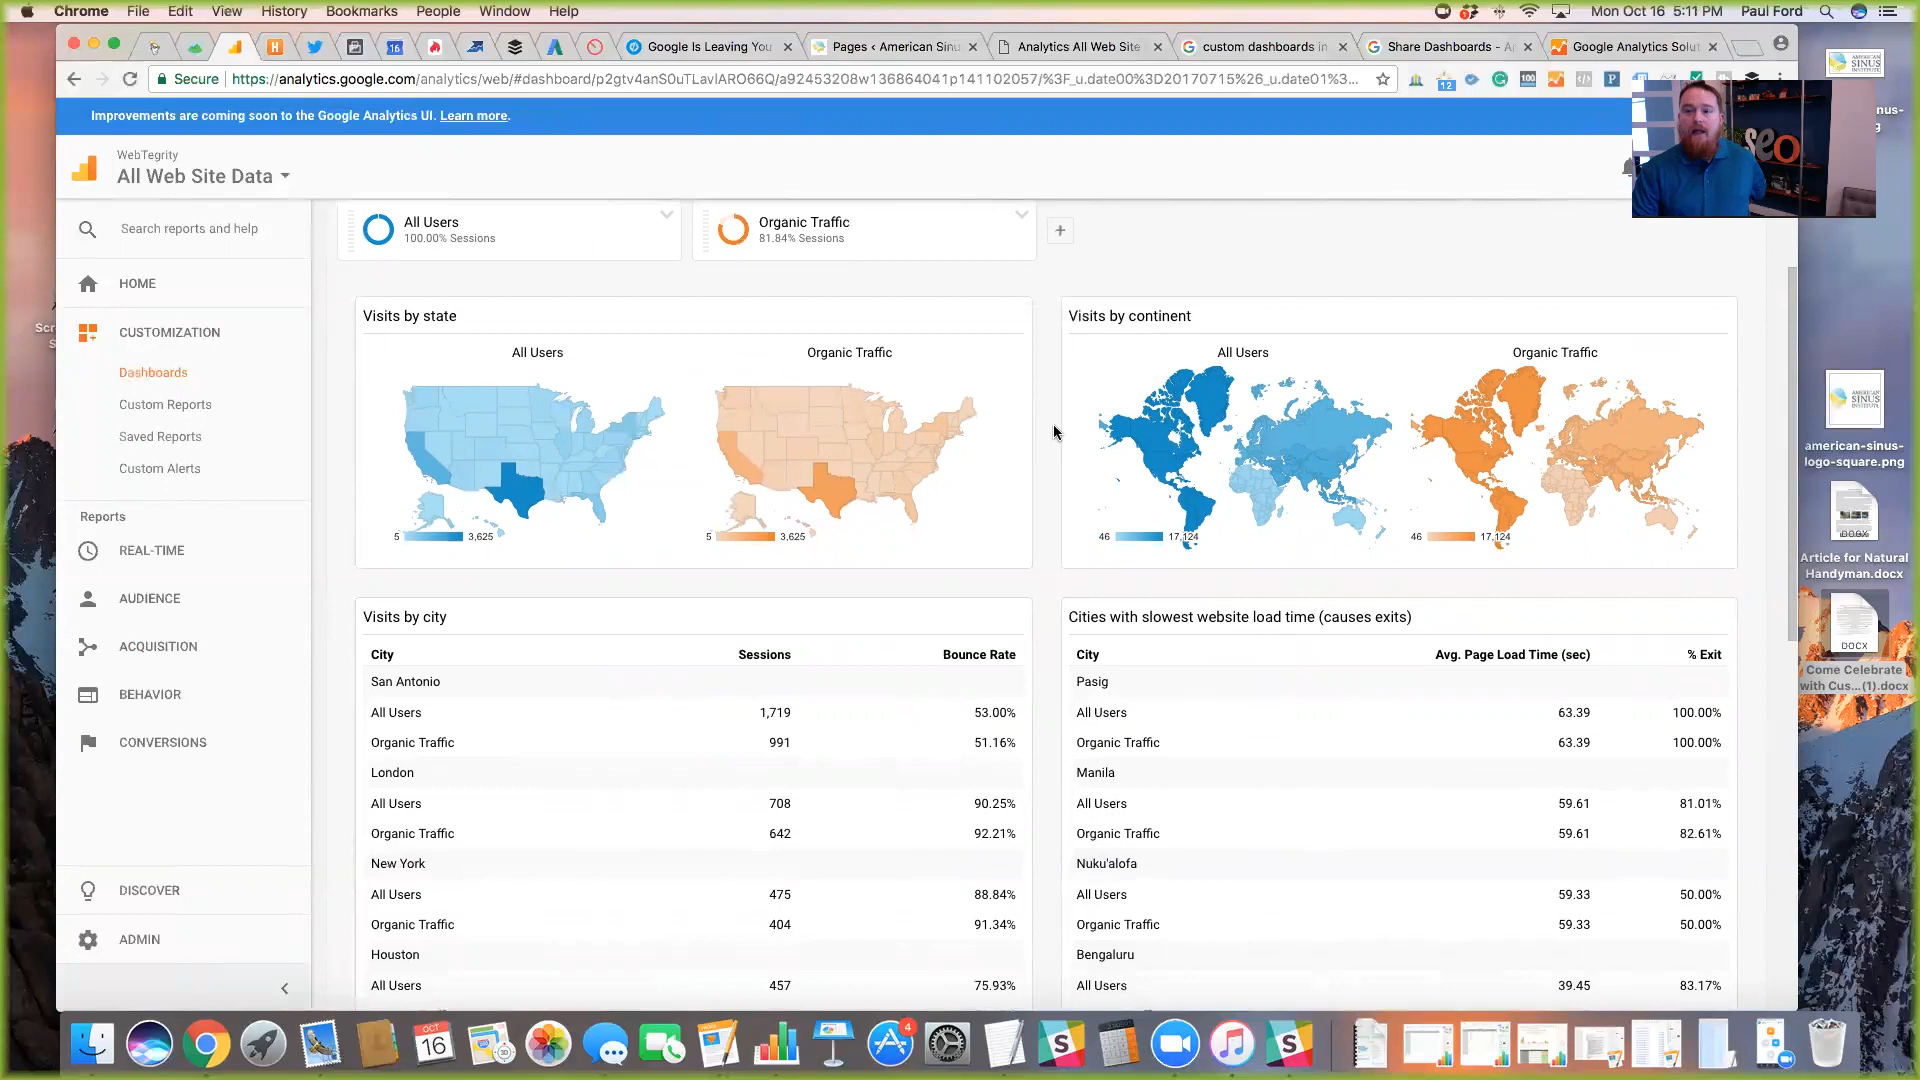 Chrome File Edit View History Bookmarks People Window Help
Mon Oct 16 5:11 PM Paul Ford
Google Is Leaving You
Pages ‹ American Sinu
Analytics All Web Site
custom dashboards in
Share Dashboards - A
Google Analytics Solut
Secure https://analytics.google.com/analytics/web/#dashboard/p2gtv4anS0uTLavlARO66Q/a92453208w136864041p141102057/%3F_u.date00%3D20170715%26_u.date01%3...
Improvements are coming soon to the Google Analytics UI. Learn more.
WebTegrity
All Web Site Data
seo
Search reports and help
HOME
CUSTOMIZATION
Dashboards
Custom Reports
Saved Reports
Custom Alerts
Reports
REAL-TIME
AUDIENCE
ACQUISITION
BEHAVIOR
CONVERSIONS
DISCOVER
ADMIN
All Users
100.00% Sessions
Organic Traffic
81.84% Sessions
+
Visits by state
All Users Organic Traffic
5 3,625 5 3,625
Visits by continent
All Users Organic Traffic
46 17,124 46 17,124
Visits by city
City Sessions Bounce Rate
San Antonio
All Users 1,719 53.00%
Organic Traffic 991 51.16%
London
All Users 708 90.25%
Organic Traffic 642 92.21%
New York
All Users 475 88.84%
Organic Traffic 404 91.34%
Houston
All Users 457 75.93%
Cities with slowest website load time (causes exits)
City Avg. Page Load Time (sec) % Exit
Pasig
All Users 63.39 100.00%
Organic Traffic 63.39 100.00%
Manila
All Users 59.61 81.01%
Organic Traffic 59.61 82.61%
Nuku'alofa
All Users 59.33 50.00%
Organic Traffic 59.33 50.00%
Bengaluru
All Users 39.45 83.17%
AMERICAN
SINUS
INSTITUTE
nus-
g
american-sinus-
logo-square.png
DOCX
Article for Natural
Handyman.docx
DOCX
Come Celebrate
with Cus...(1).docx
OCT
16
4